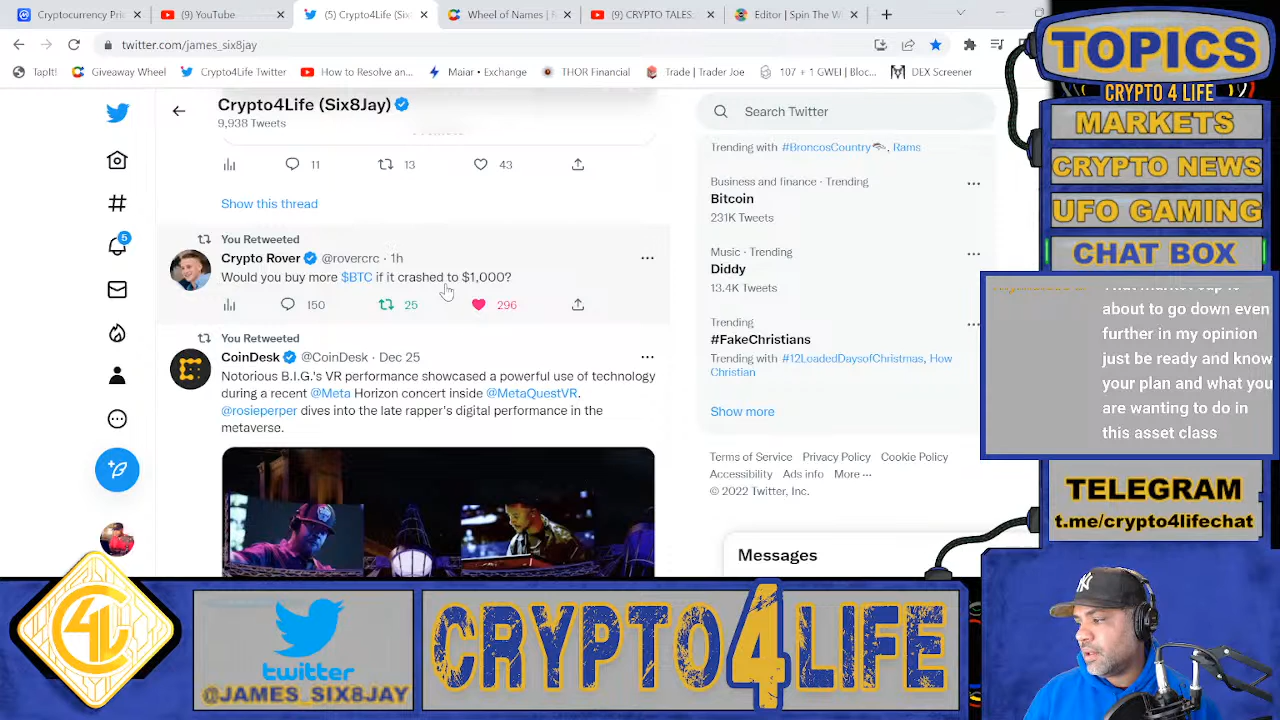 Cryptocurrency Pri
(9) YouTube
(5) Crypto4Life (Six
Wheel of Names | R
(9) CRYPTO TALES
Editor | Spin The W
twitter.com/james_six8jay
TapIt!
Giveaway Wheel
Crypto4Life Twitter
How to Resolve an...
Maiar • Exchange
THOR Financial
Trade | Trader Joe
107 + 1 GWEI | Bloc...
DEX Screener
Crypto4Life (Six8Jay)
9,938 Tweets
11
13
43
Show this thread
You Retweeted
Crypto Rover @rovercrc · 1h
Would you buy more $BTC if it crashed to $1,000?
150
25
296
You Retweeted
CoinDesk @CoinDesk · Dec 25
Notorious B.I.G.'s VR performance showcased a powerful use of technology
during a recent @Meta Horizon concert inside @MetaQuestVR.
@rosieperper dives into the late rapper's digital performance in the
metaverse.
5
Search Twitter
Trending with #BroncosCountry, Rams
Business and finance · Trending
Bitcoin
231K Tweets
Music · Trending
Diddy
13.4K Tweets
Trending
#FakeChristians
Trending with #12LoadedDaysofChristmas, How
Christian
Show more
Terms of Service Privacy Policy Cookie Policy
Accessibility Ads info More ···
© 2022 Twitter, Inc.
Messages
TOPICS
CRYPTO 4 LIFE
MARKETS
CRYPTO NEWS
UFO GAMING
CHAT BOX
That market cap is
about to go down even
further in my opinion
just be ready and know
your plan and what you
are wanting to do in
this asset class
TELEGRAM
t.me/crypto4lifechat
C4L
twitter
@JAMES_SIX8JAY
CRYPTO4LIFE
NY